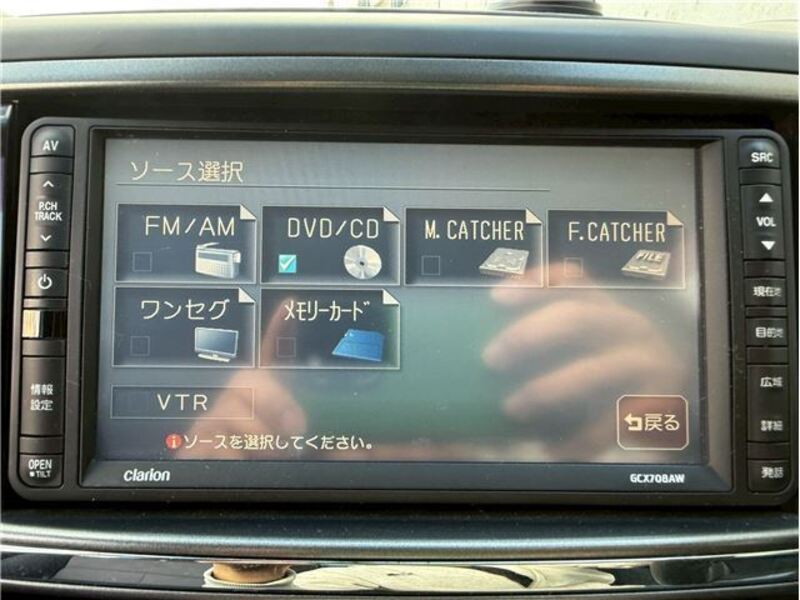 AV
P.CH
TRACK
情報
設定
OPEN
●TILT
ソース選択
FM/AM
DVD/CD
M.CATCHER
F.CATCHER
FILE
ワンセグ
メモリーカード
VTR
戻る
ソースを選択してください。
clarion
GCX708AW
SRC
VOL
現在地
目的地
広域
詳細
発話